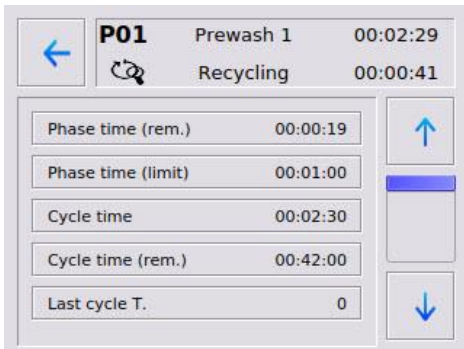 P01 Prewash 1 00:02:29
Recycling 00:00:41
Phase time (rem.) 00:00:19
Phase time (limit) 00:01:00
Cycle time 00:02:30
Cycle time (rem.) 00:42:00
Last cycle T. 0